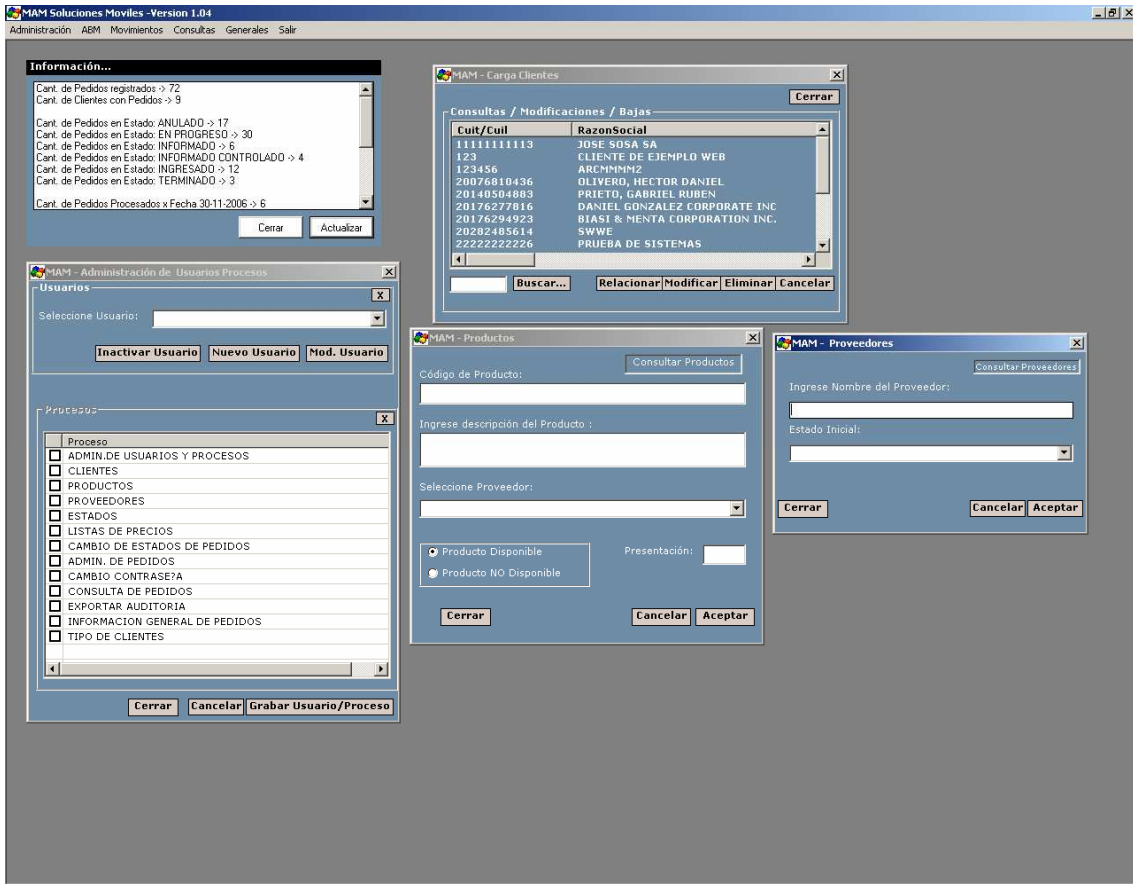 MAM Soluciones Moviles -Version 1.04
Administración ABM Movimientos Consultas Generales Salir
Información...
Cant. de Pedidos registrados -> 72
Cant. de Clientes con Pedidos -> 9
Cant. de Pedidos en Estado: ANULADO -> 17
Cant. de Pedidos en Estado: EN PROGRESO -> 30
Cant. de Pedidos en Estado: INFORMADO -> 6
Cant. de Pedidos en Estado: INFORMADO CONTROLADO -> 4
Cant. de Pedidos en Estado: INGRESADO -> 12
Cant. de Pedidos en Estado: TERMINADO -> 3
Cant. de Pedidos Procesados x Fecha 30-11-2006 -> 6
Cerrar Actualizar
MAM - Carga Clientes
Cerrar
Consultas / Modificaciones / Bajas
Cuit/Cuil RazonSocial
11111111113 JOSE SOSA SA
123 CLIENTE DE EJEMPLO WEB
123456 ARCMMMM2
20076810436 OLIVERO, HECTOR DANIEL
20140504883 PRIETO, GABRIEL RUBEN
20176277816 DANIEL GONZALEZ CORPORATE INC
20176294923 BIASI & MENTA CORPORATION INC.
20282485614 SWWE
22222222226 PRUEBA DE SISTEMAS
Buscar... Relacionar Modificar Eliminar Cancelar
MAM - Administración de Usuarios Procesos
Usuarios
X
Seleccione Usuario:
Inactivar Usuario Nuevo Usuario Mod. Usuario
Procesos
X
Proceso
ADMIN.DE USUARIOS Y PROCESOS
CLIENTES
PRODUCTOS
PROVEEDORES
ESTADOS
LISTAS DE PRECIOS
CAMBIO DE ESTADOS DE PEDIDOS
ADMIN. DE PEDIDOS
CAMBIO CONTRASE?A
CONSULTA DE PEDIDOS
EXPORTAR AUDITORIA
INFORMACION GENERAL DE PEDIDOS
TIPO DE CLIENTES
Cerrar Cancelar Grabar Usuario/Proceso
MAM - Productos
Consultar Productos
Código de Producto:
Ingrese descripción del Producto :
Seleccione Proveedor:
Producto Disponible Presentación:
Producto NO Disponible
Cerrar Cancelar Aceptar
MAM - Proveedores
Consultar Proveedores
Ingrese Nombre del Proveedor:
Estado Inicial:
Cerrar Cancelar Aceptar